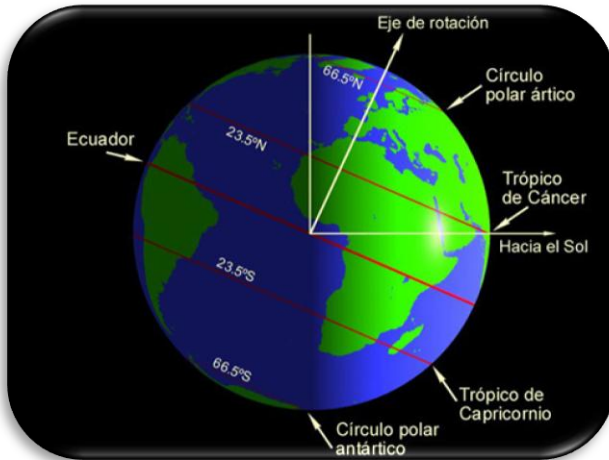 Eje de rotación
66.5ºN
Círculo
polar ártico
Ecuador
23.5ºN
Trópico
de Cáncer
Hacia el Sol
23.5ºS
66.5ºS
Trópico de
Capricornio
Círculo polar
antártico